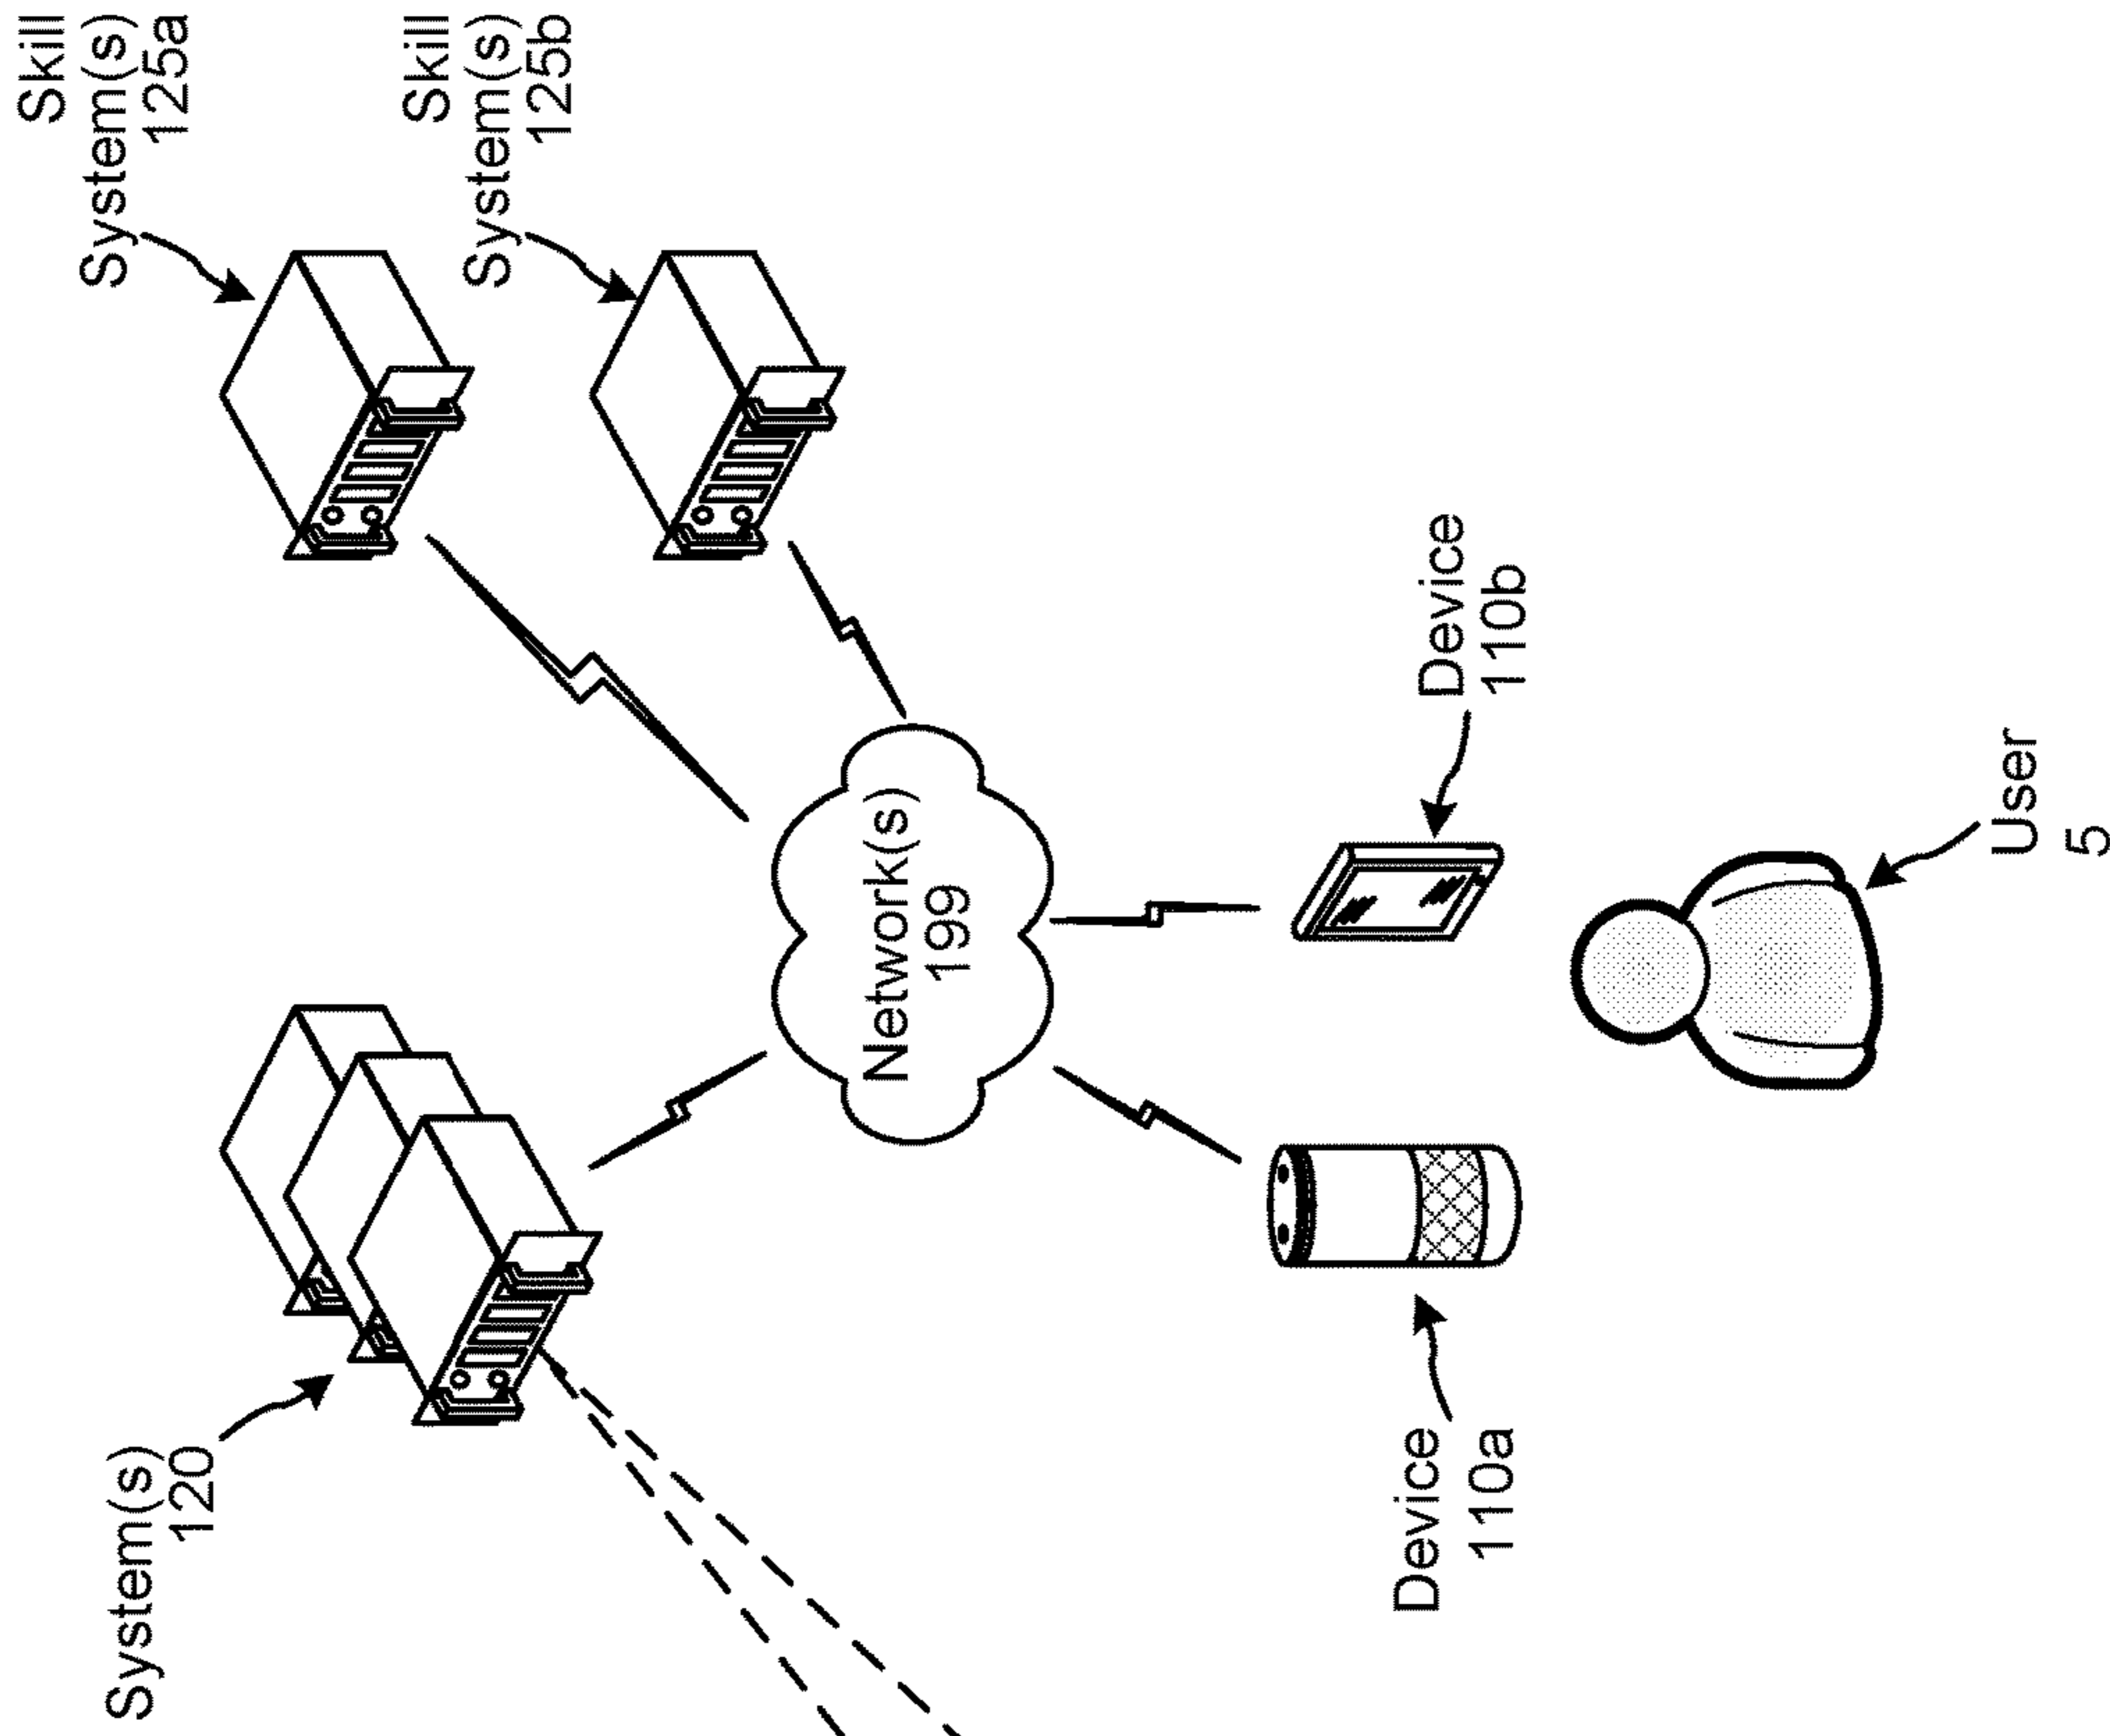 System(s)
120
Skill
System(s)
125a
Skill
System(s)
125b
Network(s)
199
Device
110a
Device
110b
User
5